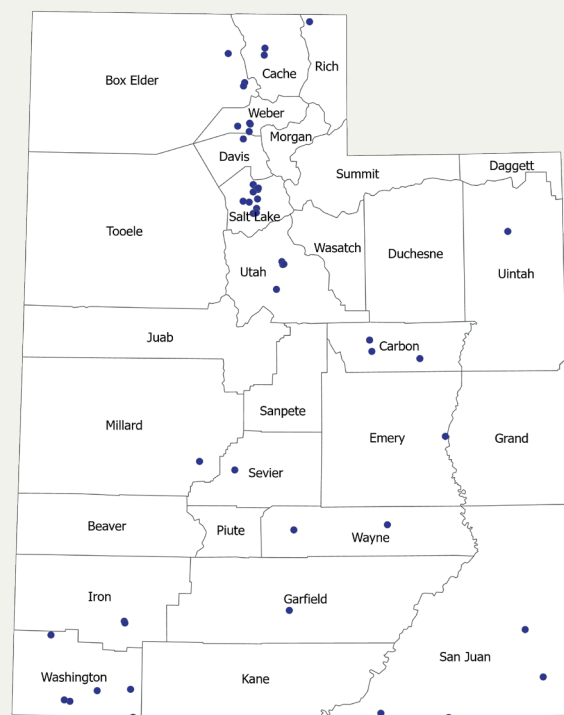 Box Elder
Cache
Rich
Weber
Morgan
Davis
Summit
Daggett
Salt Lake
Tooele
Wasatch
Duchesne
Utah
Uintah
Juab
Carbon
Sanpete
Millard
Emery
Grand
Sevier
Beaver
Piute
Wayne
Iron
Garfield
San Juan
Washington
Kane